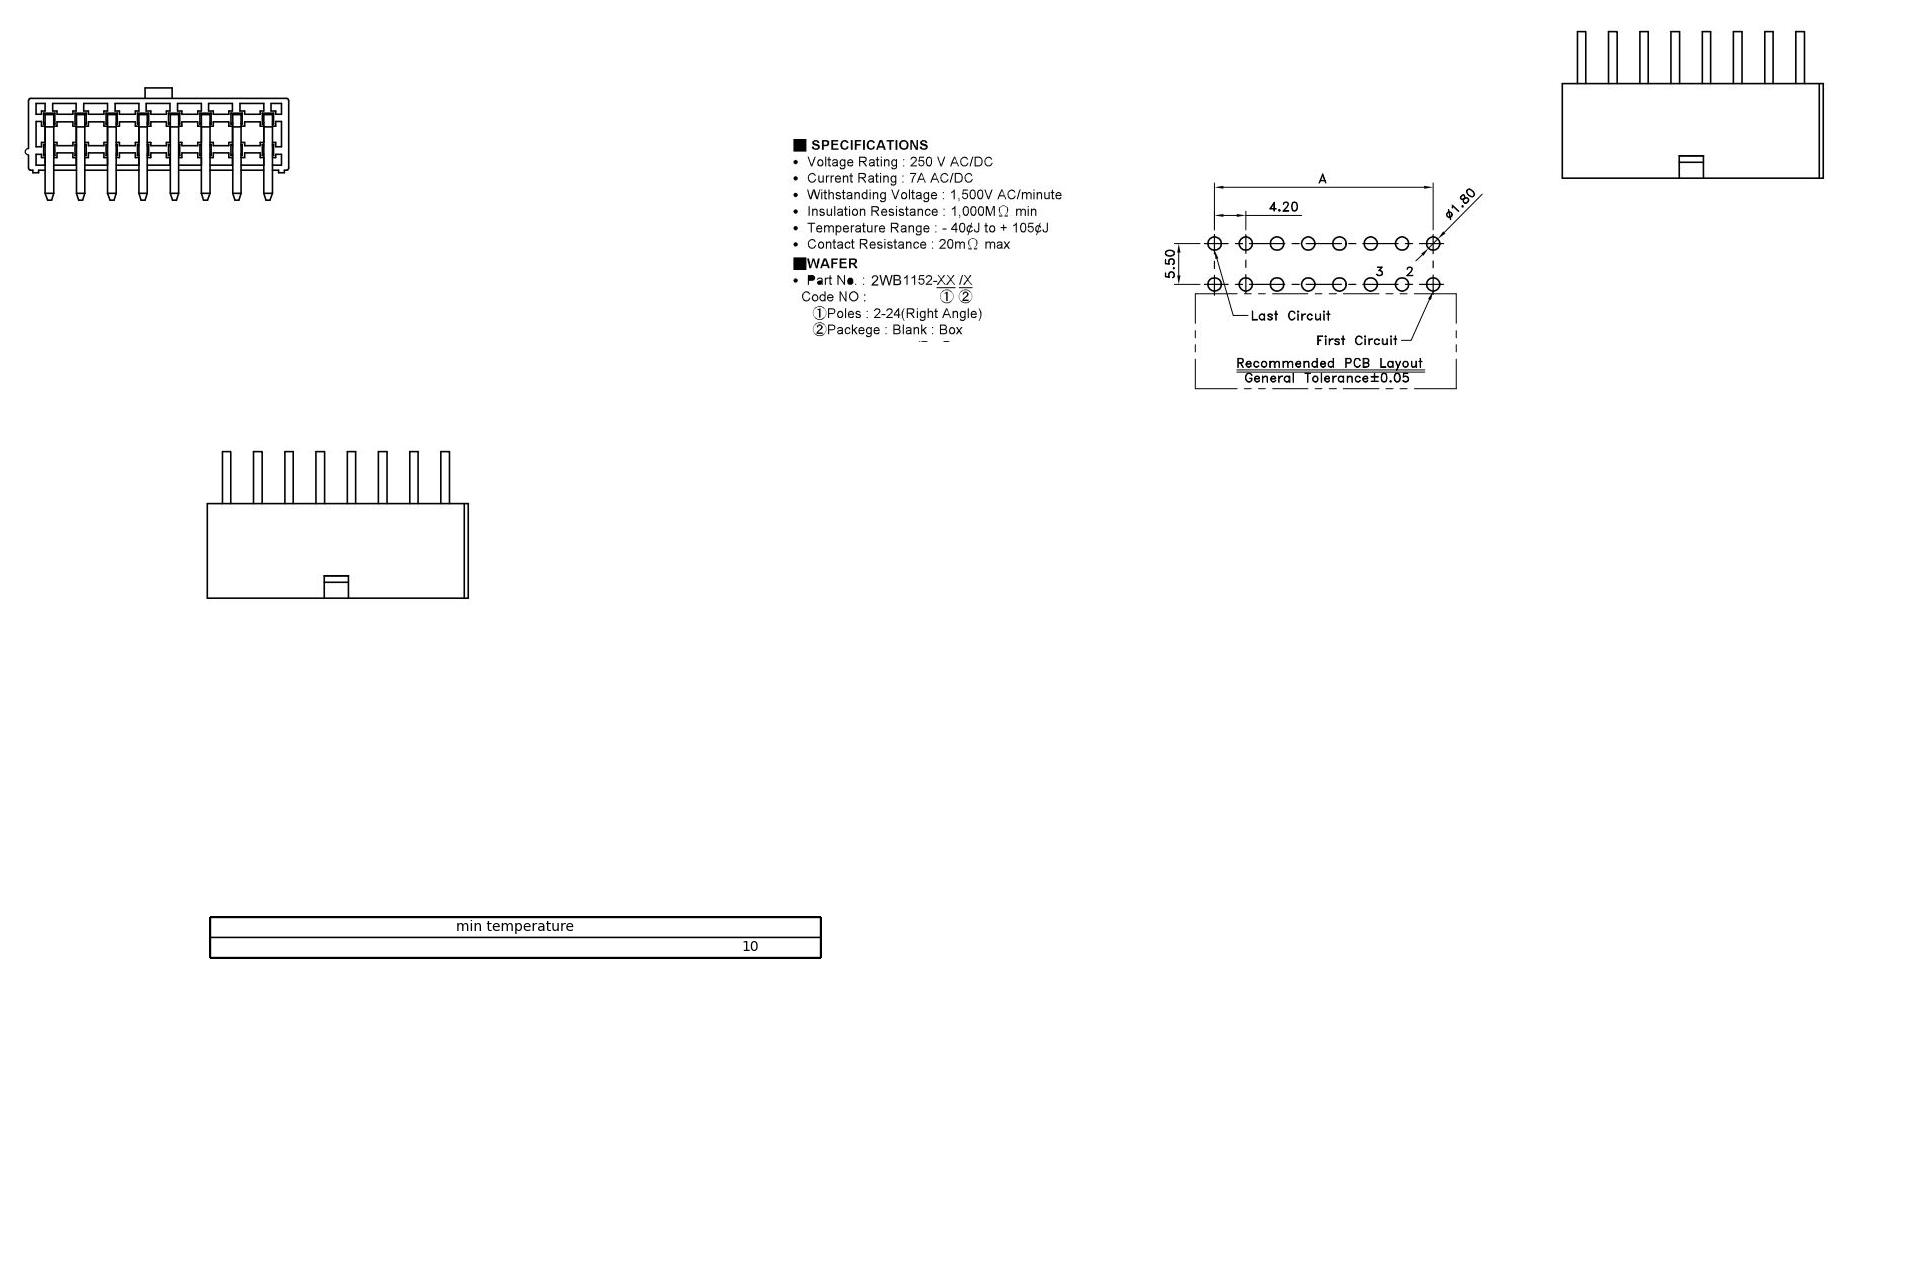 ■ SPECIFICATIONS
• Voltage Rating : 250 V AC/DC
• Current Rating : 7A AC/DC
• Withstanding Voltage : 1,500V AC/minute
• Insulation Resistance : 1,000MΩ min
• Temperature Range : - 40¢J to + 105¢J
• Contact Resistance : 20mΩ max
■WAFER
• Part No. : 2WB1152-XX /X
Code NO : ① ②
①Poles : 2-24(Right Angle)
②Packege : Blank : Box
A
4.20
ø1.80
5.50
3 2
Last Circuit
First Circuit
Recommended PCB Layout
General Tolerance±0.05
min temperature
10